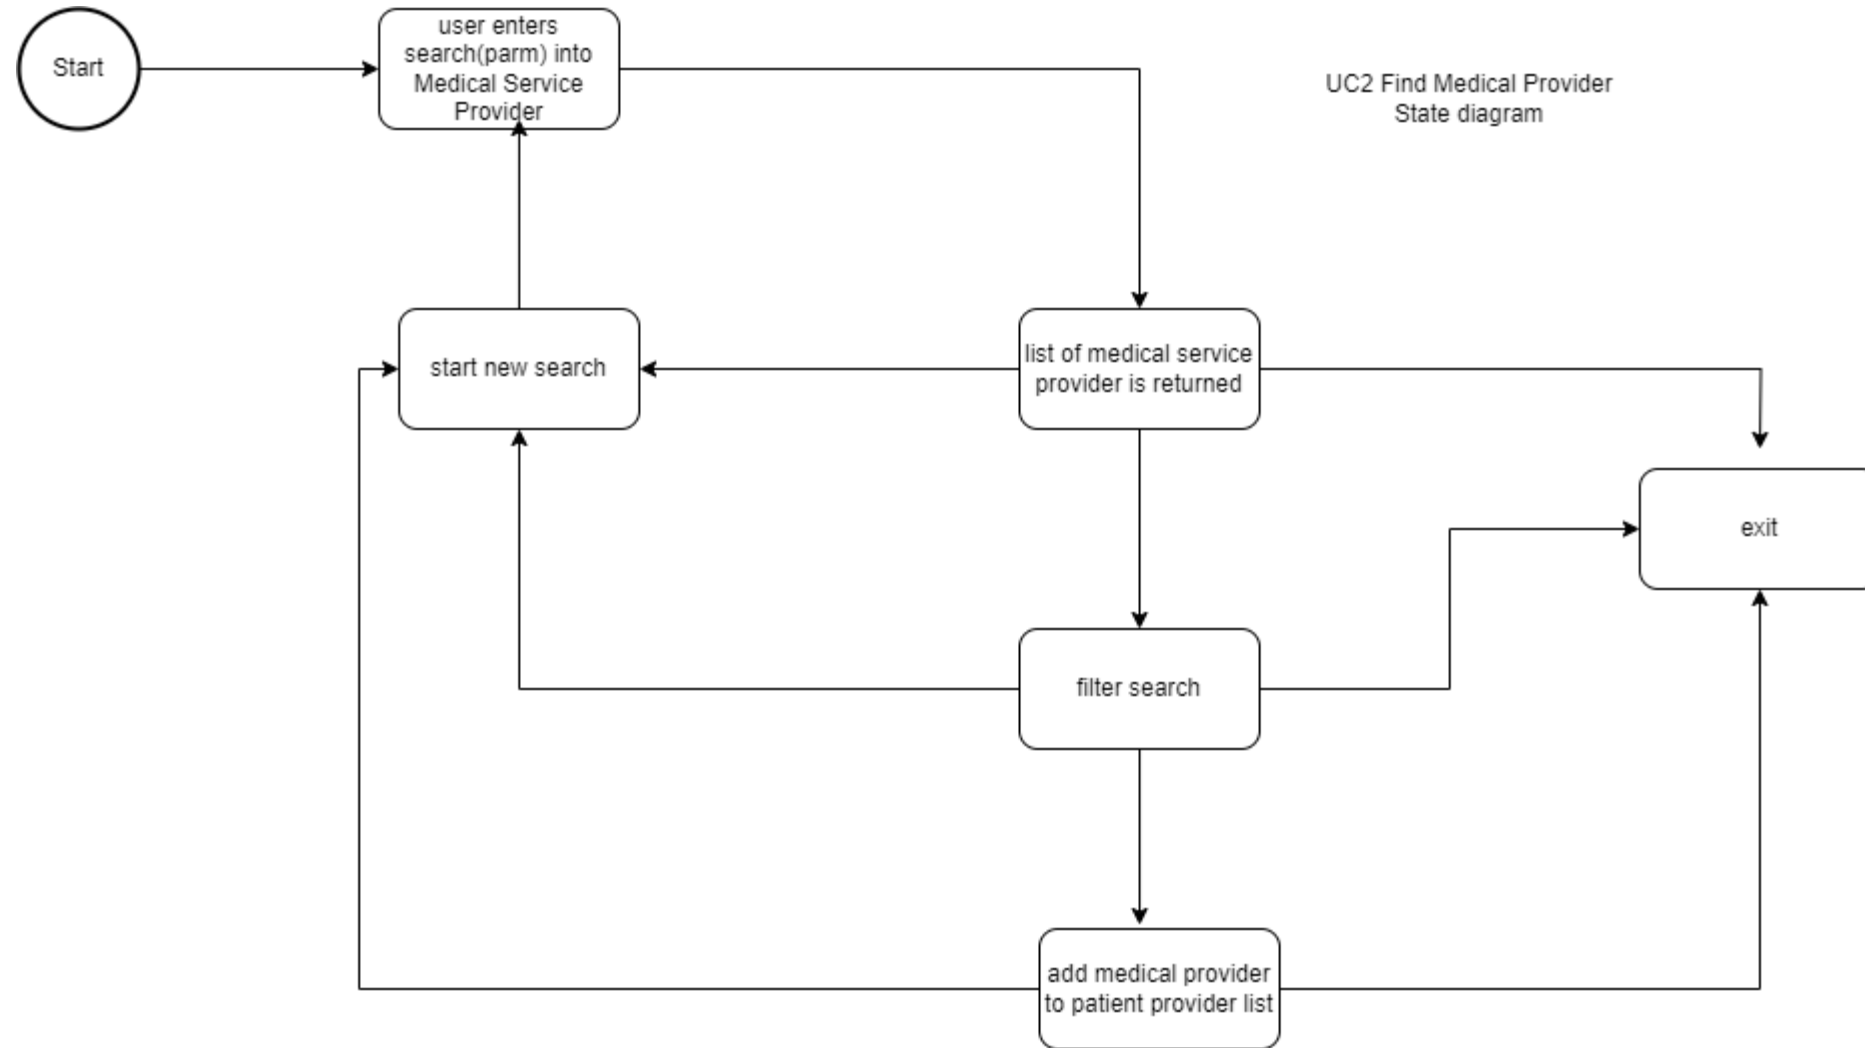 Start
user enters
search(parm) into
Medical Service
Provider
UC2 Find Medical Provider
State diagram
start new search
list of medical service
provider is returned
exit
filter search
add medical provider
to patient provider list